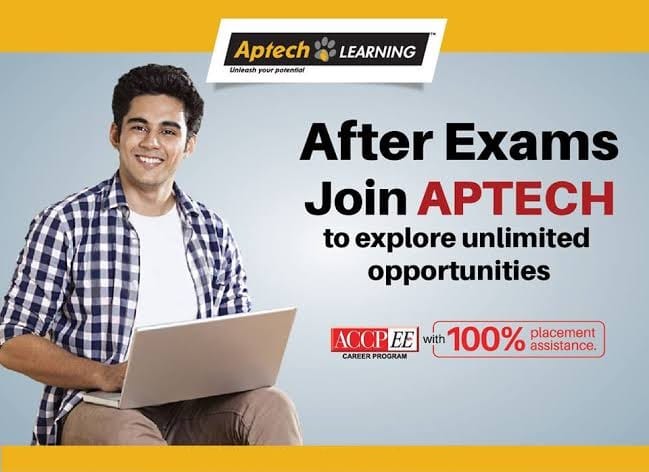 Aptech LEARNING™
Unleash your potential
After Exams
Join APTECH
to explore unlimited
opportunities
ACCP EE with 100% placement
CAREER PROGRAM assistance.